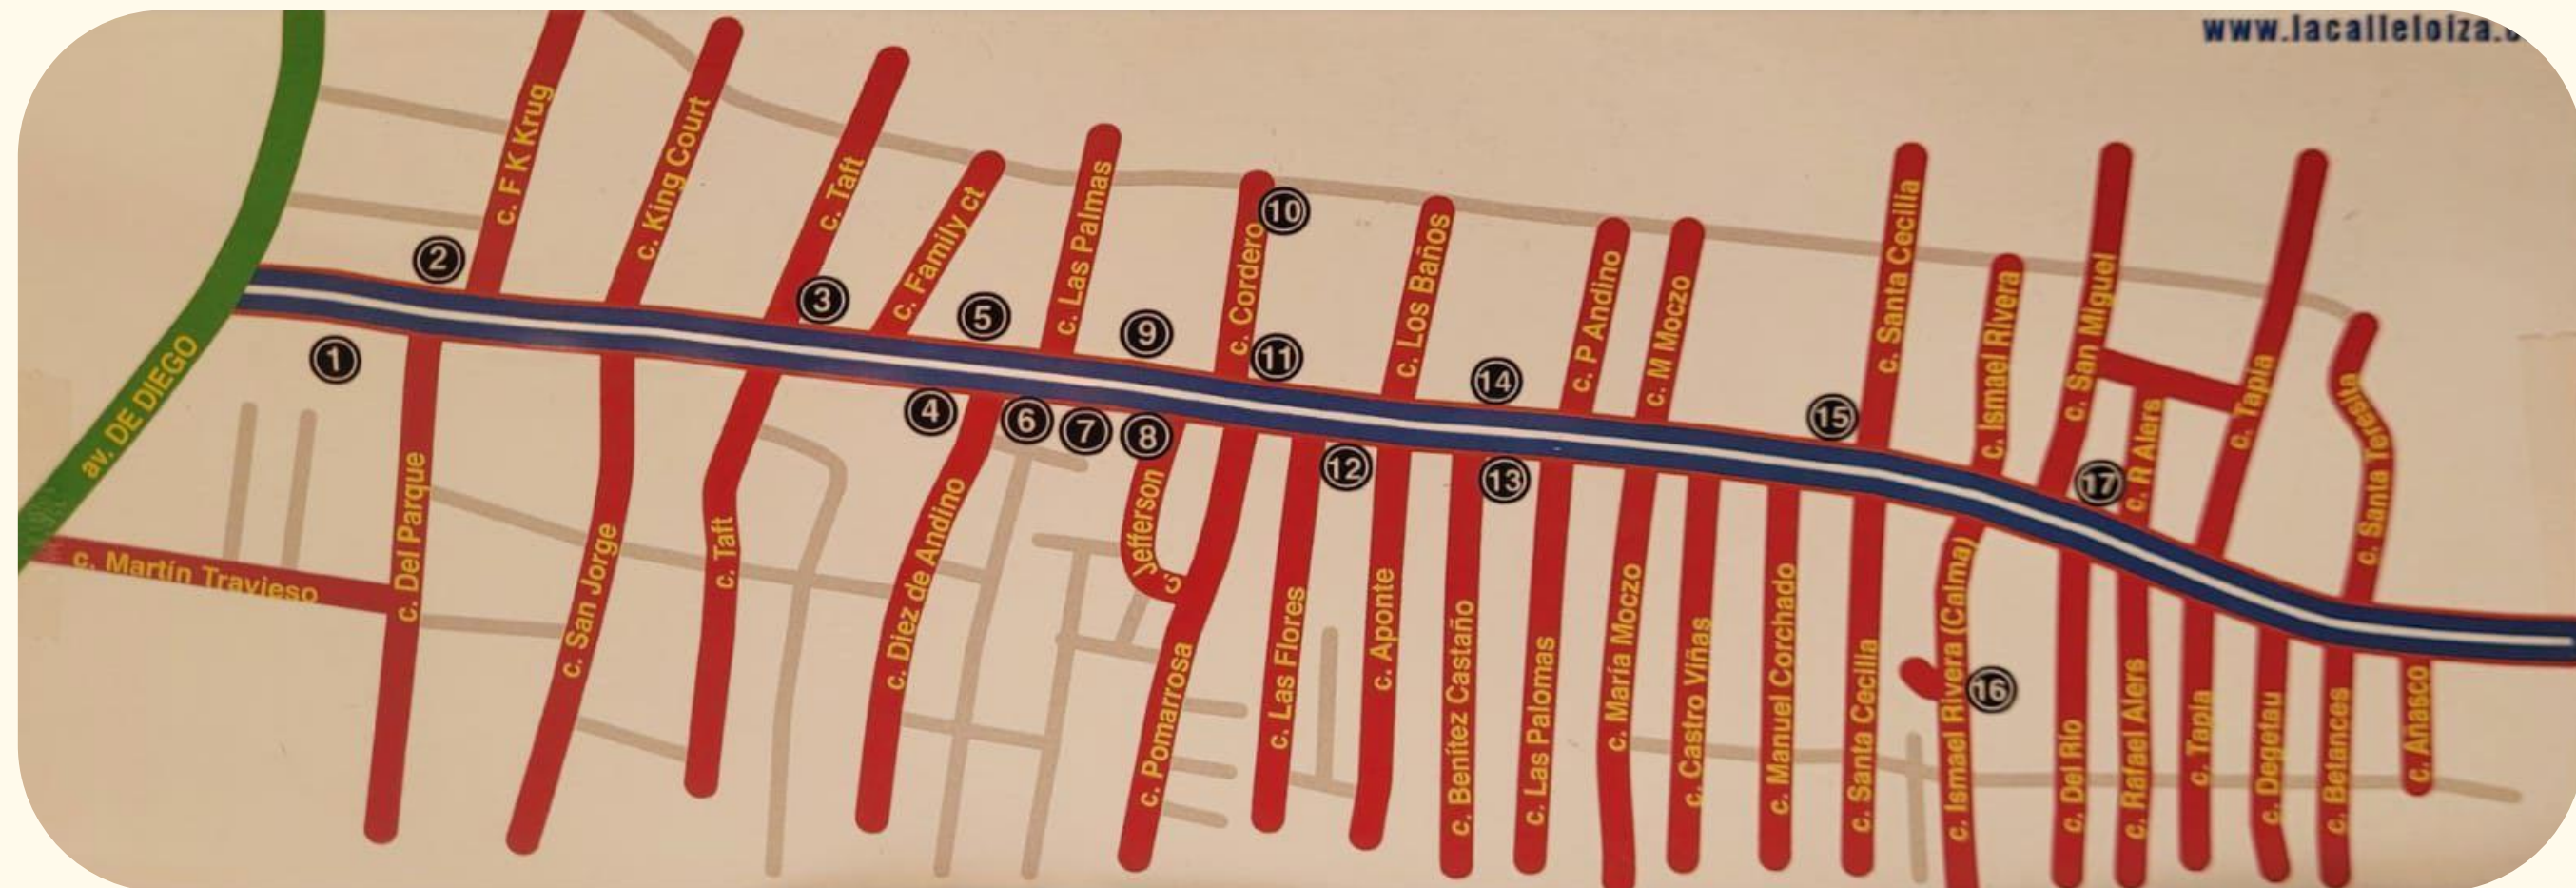 www.lacalleloiza.
av. DE DIEGO
c. F K Krug
c. King Court
c. Taft
c. Family ct
c. Las Palmas
c. Cordero
c. Los Baños
c. P Andino
c. M Moczo
c. Santa Cecilia
c. Ismael Rivera
c. San Miguel
c. R Alers
c. Tapia
c. Santa Teresita
1
2
3
4
5
6
7
8
9
10
11
12
13
14
15
16
17
c. Martín Travieso
c. Del Parque
c. San Jorge
c. Taft
c. Diez de Andino
c. Jefferson
c. Pomarrosa
c. Las Flores
c. Aponte
c. Benítez Castaño
c. Las Palomas
c. María Moczo
c. Castro Viñas
c. Manuel Corchado
c. Santa Cecilia
c. Ismael Rivera (Calma)
c. Del Río
c. Rafael Alers
c. Tapia
c. Degetau
c. Betances
c. Añasco